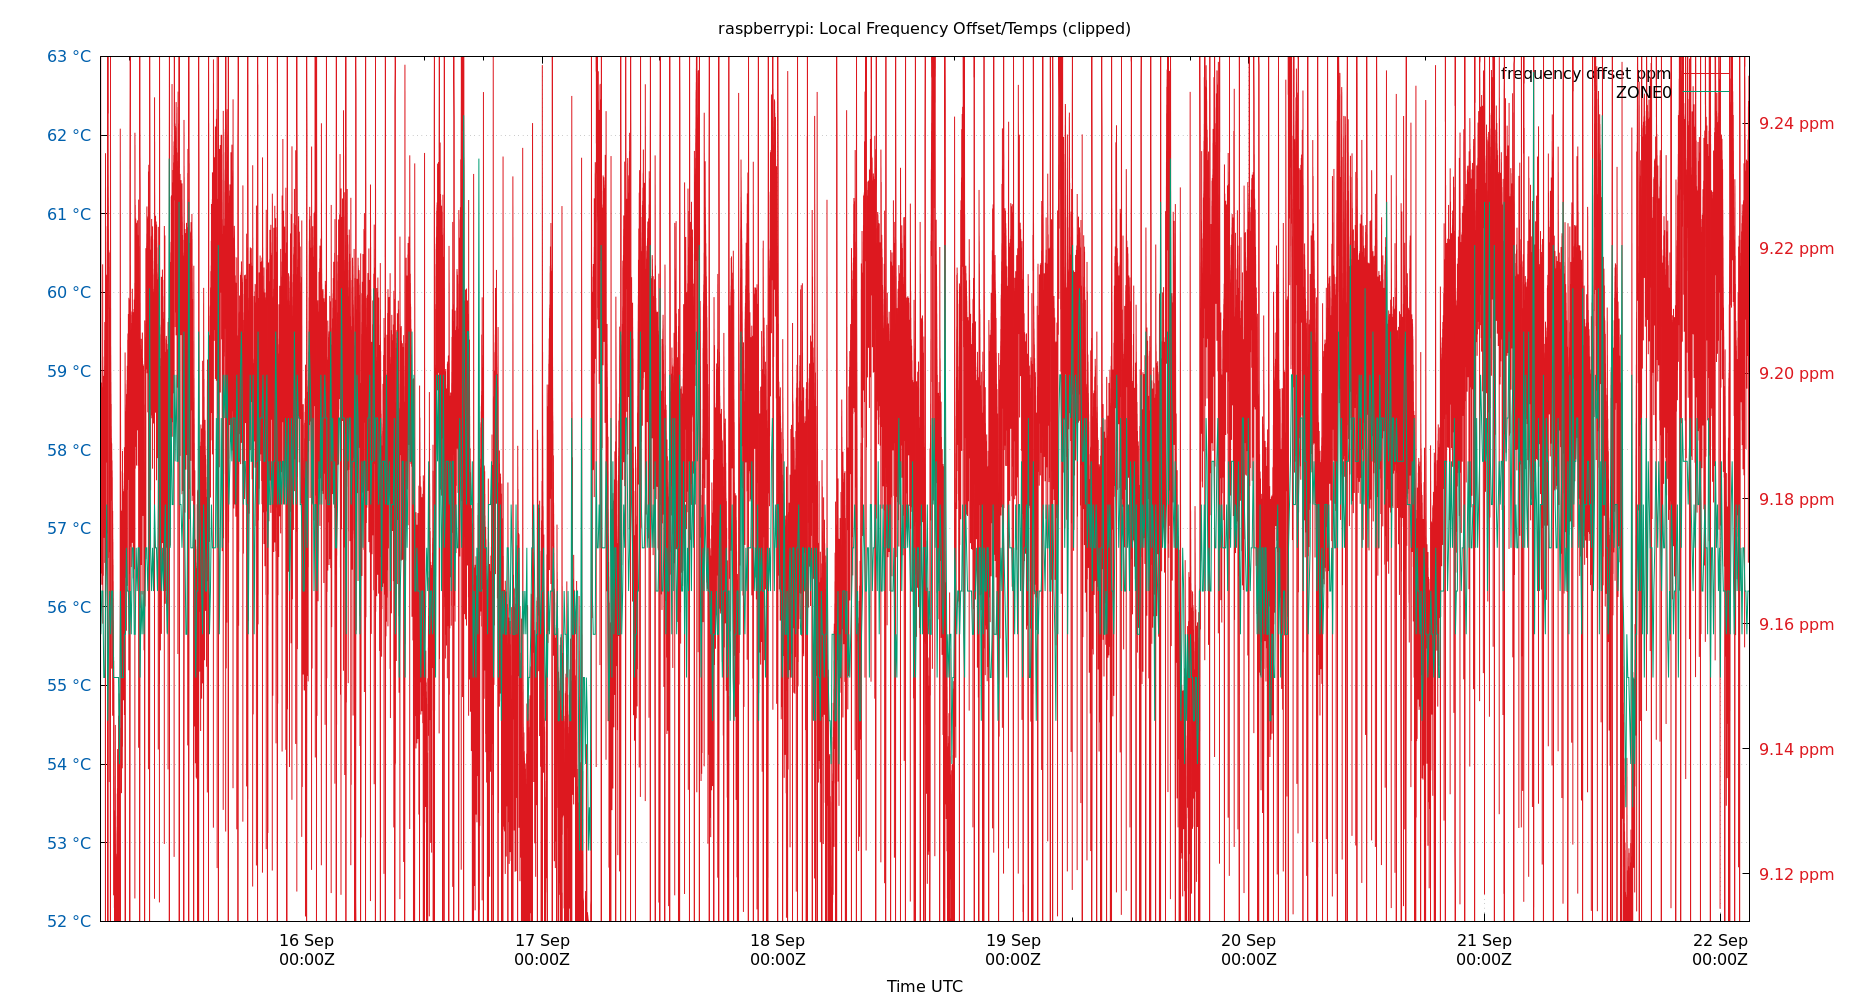 raspberrypi: Local Frequency Offset/Temps (clipped)
63 °C
62 °C
61 °C
60 °C
59 °C
58 °C
57 °C
56 °C
55 °C
54 °C
53 °C
52 °C
frequency offset ppm
ZONE0
9.24 ppm
9.22 ppm
9.20 ppm
9.18 ppm
9.16 ppm
9.14 ppm
9.12 ppm
16 Sep 17 Sep 18 Sep 19 Sep 20 Sep 21 Sep 22 Sep
00:00Z 00:00Z 00:00Z 00:00Z 00:00Z 00:00Z 00:00Z
Time UTC